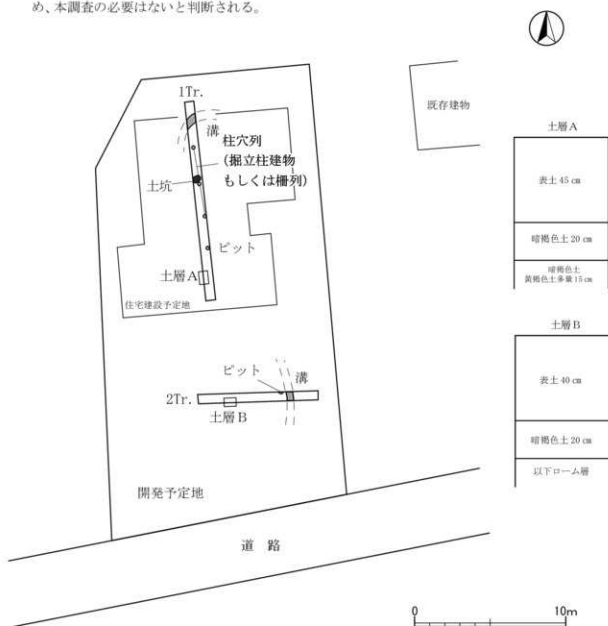 め、本調査の必要はないと判断される。
1Tr.
溝
柱穴列
(掘立柱建物
もしくは柵列)
土坑
ピット
土層A
住宅建設予定地
既存建物
土層A
表土 45 cm
暗褐色土 20 cm
暗褐色土
黄褐色土多量 15 cm
ピット
溝
2Tr.
土層B
土層B
表土 40 cm
暗褐色土 20 cm
以下ローム層
開発予定地
道 路
0 10m